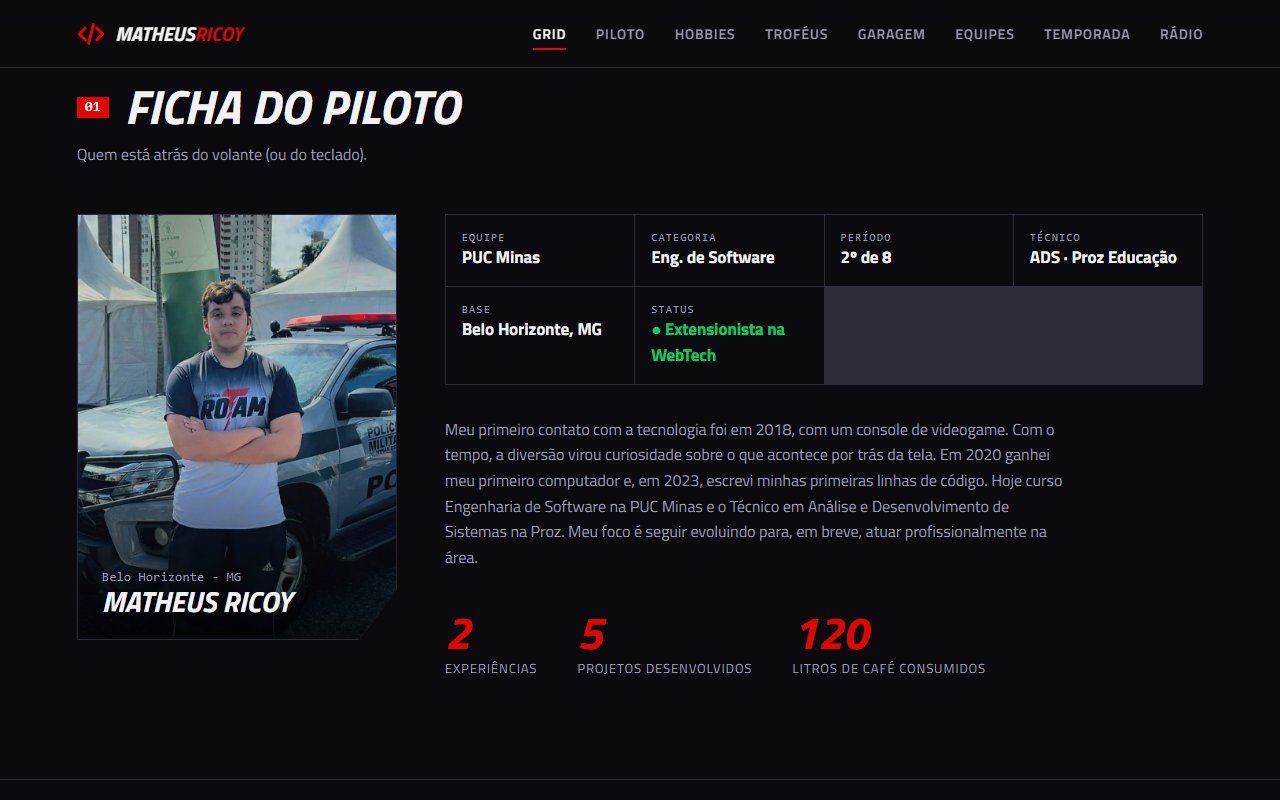 </> MATHEUSRICOY
GRID PILOTO HOBBIES TROFÉUS GARAGEM EQUIPES TEMPORADA RÁDIO
01 FICHA DO PILOTO
Quem está atrás do volante (ou do teclado).
EQUIPE
PUC Minas
CATEGORIA
Eng. de Software
PERÍODO
2º de 8
TÉCNICO
ADS · Proz Educação
BASE
Belo Horizonte, MG
STATUS
● Extensionista na
WebTech
ROTAM
POLÍCIA
MILITAR
PO
Belo Horizonte - MG
MATHEUS RICOY
Meu primeiro contato com a tecnologia foi em 2018, com um console de videogame. Com o
tempo, a diversão virou curiosidade sobre o que acontece por trás da tela. Em 2020 ganhei
meu primeiro computador e, em 2023, escrevi minhas primeiras linhas de código. Hoje curso
Engenharia de Software na PUC Minas e o Técnico em Análise e Desenvolvimento de
Sistemas na Proz. Meu foco é seguir evoluindo para, em breve, atuar profissionalmente na
área.
2
EXPERIÊNCIAS
5
PROJETOS DESENVOLVIDOS
120
LITROS DE CAFÉ CONSUMIDOS